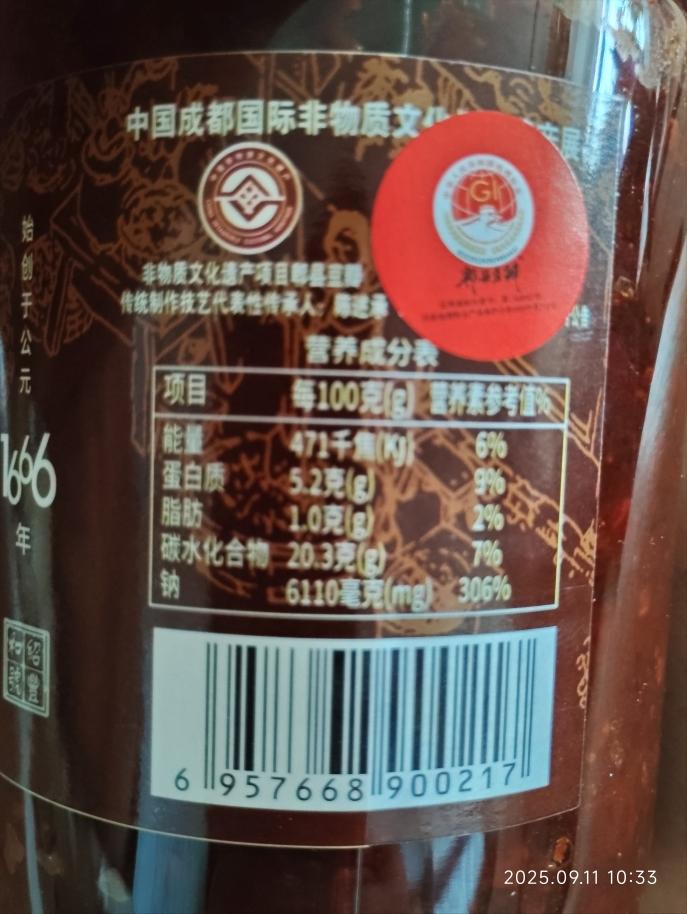 中国成都国际非物质文化
非物质文化遗产项目郫县豆瓣
传统制作技艺代表性传承人
始创于公元
1666
年
GI
营养成分表
项目 每100克(g) 营养素参考值%
能量 471千焦(KJ) 6%
蛋白质 5.2克(g) 9%
脂肪 1.0克(g) 2%
碳水化合物 20.3克(g) 7%
钠 6110毫克(mg) 306%
绍豐和號
6 957668 900217
2025.09.11 10:33